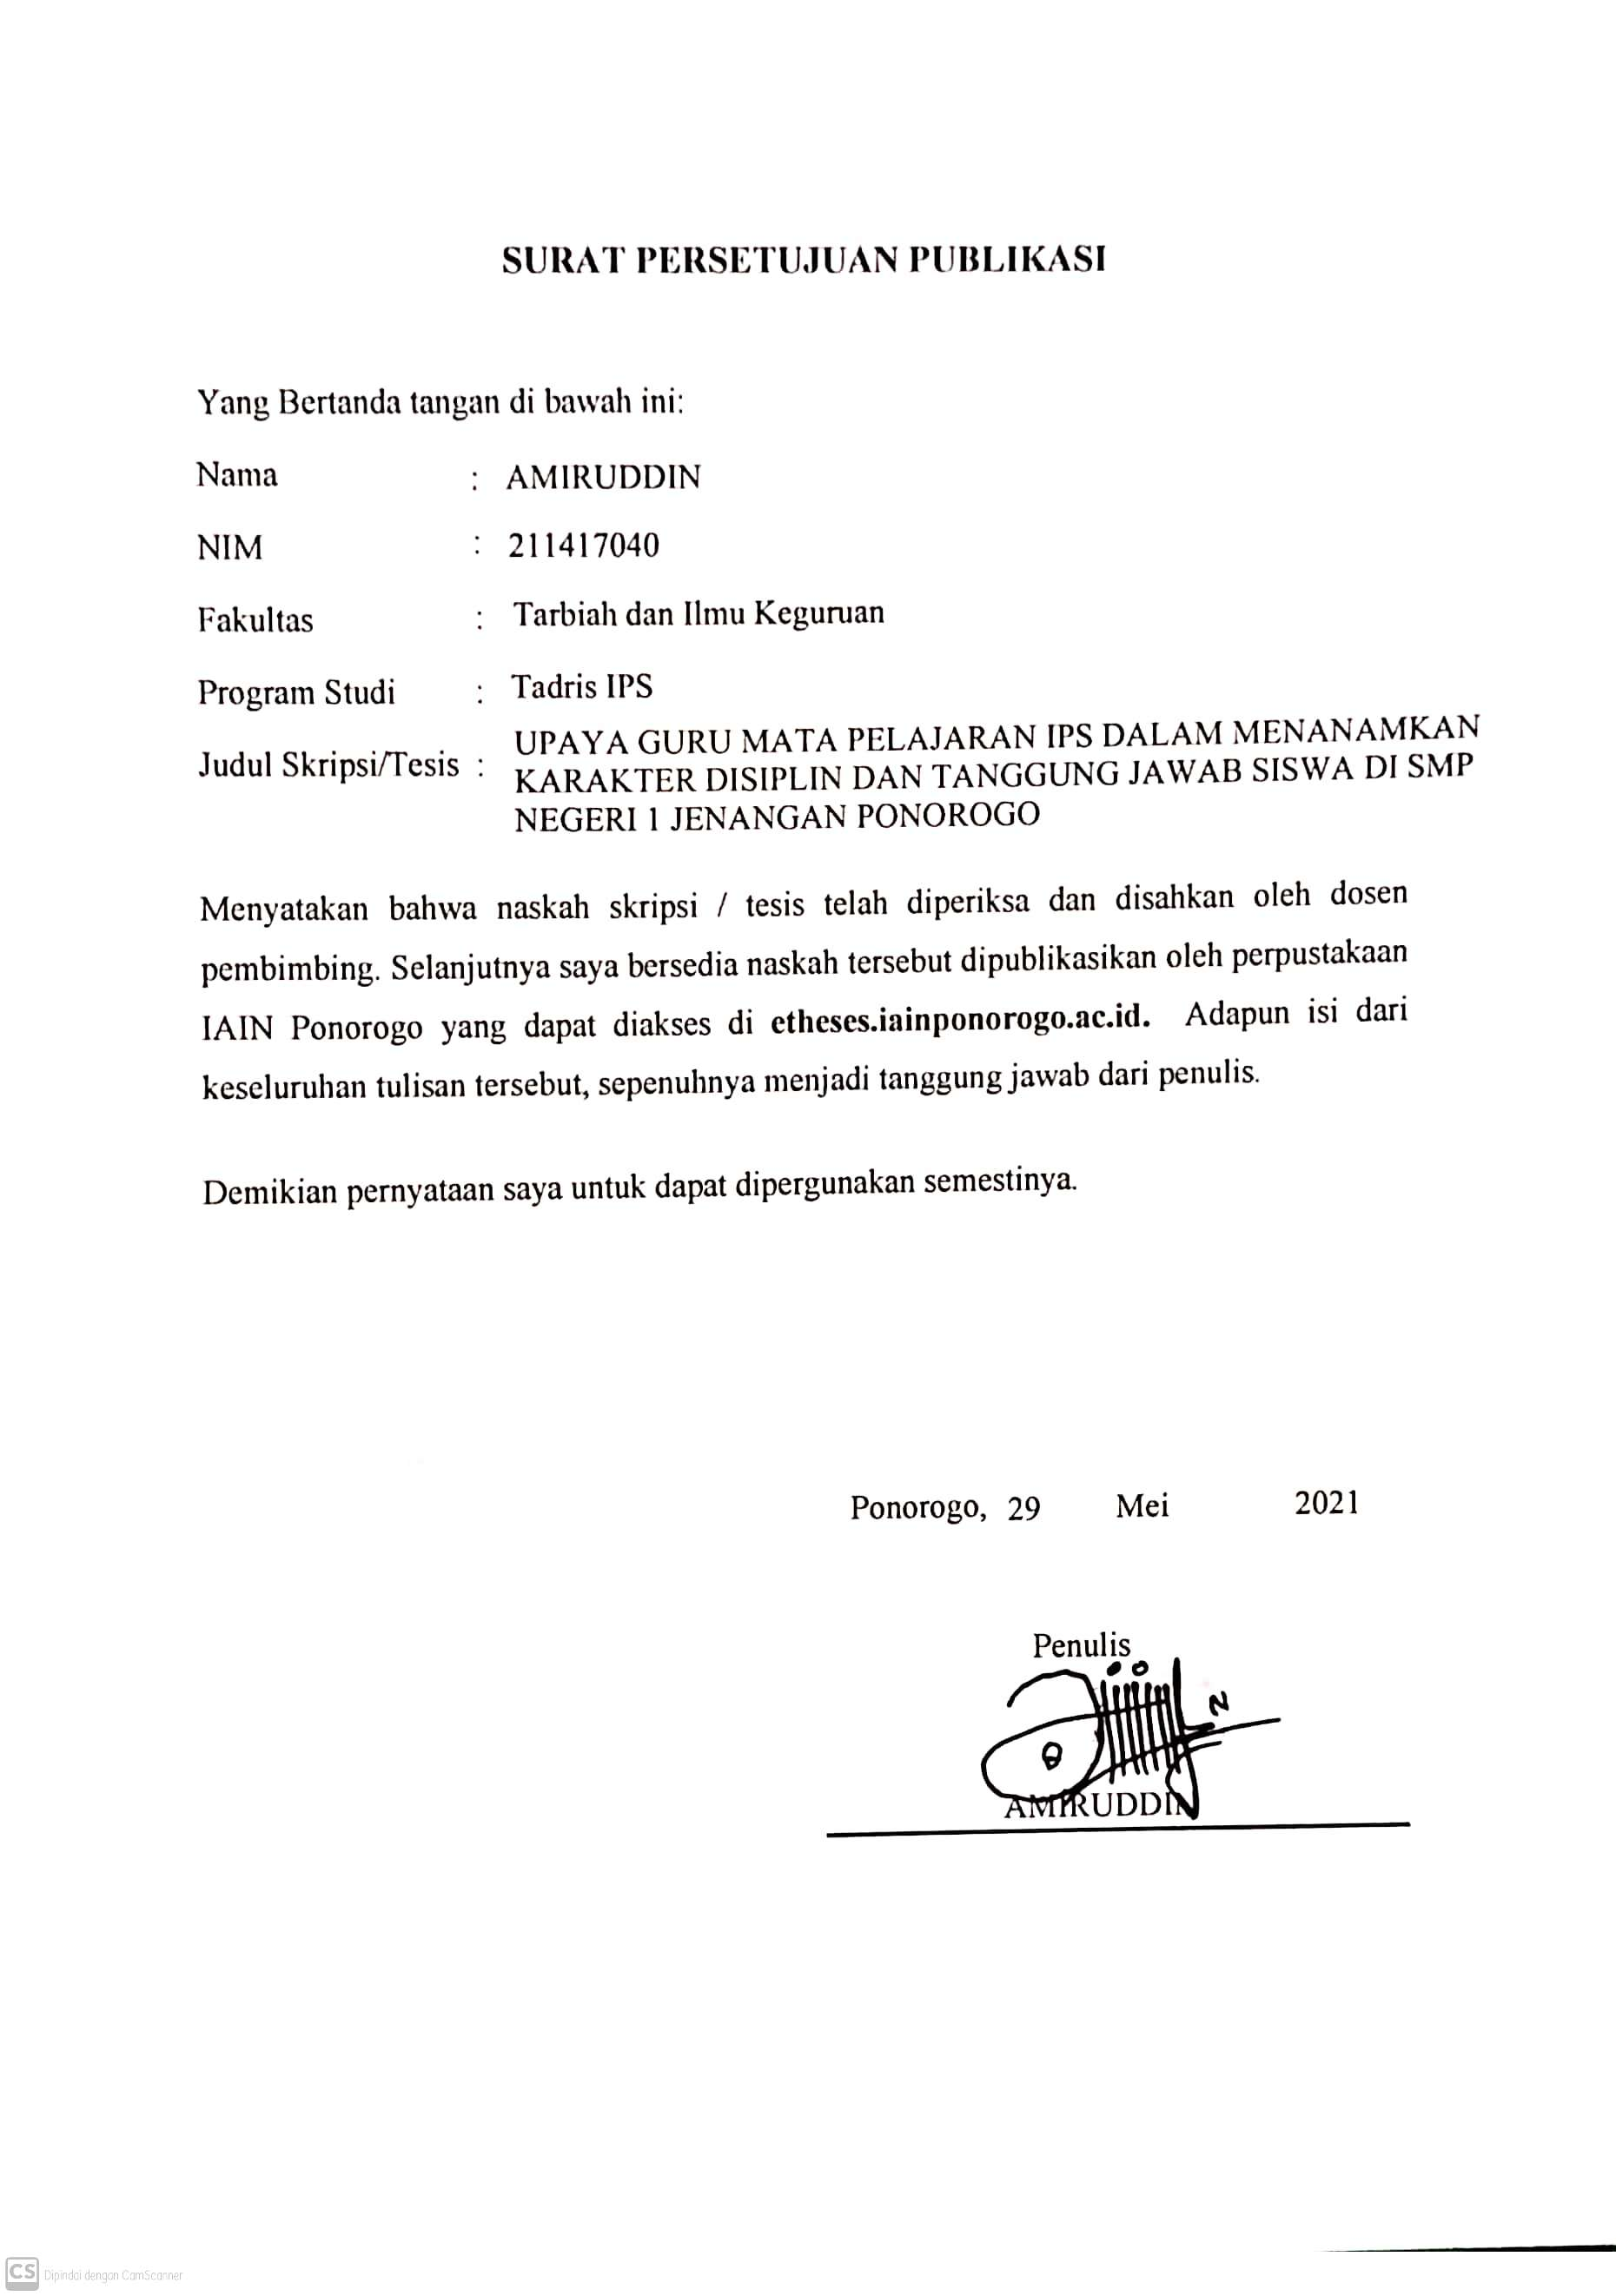 SURAT PERSETUJUAN PUBLIKASI
Yang Bertanda tangan di bawah ini:
Nama : AMIRUDDIN
NIM : 211417040
Fakultas : Tarbiah dan Ilmu Keguruan
Program Studi : Tadris IPS
Judul Skripsi/Tesis : UPAYA GURU MATA PELAJARAN IPS DALAM MENANAMKAN
KARAKTER DISIPLIN DAN TANGGUNG JAWAB SISWA DI SMP
NEGERI 1 JENANGAN PONOROGO
Menyatakan bahwa naskah skripsi / tesis telah diperiksa dan disahkan oleh dosen
pembimbing. Selanjutnya saya bersedia naskah tersebut dipublikasikan oleh perpustakaan
IAIN Ponorogo yang dapat diakses di etheses.iainponorogo.ac.id. Adapun isi dari
keseluruhan tulisan tersebut, sepenuhnya menjadi tanggung jawab dari penulis.
Demikian pernyataan saya untuk dapat dipergunakan semestinya.
Ponorogo, 29 Mei 2021
Penulis
AMIRUDDIN
CS Dipindai dengan CamScanner